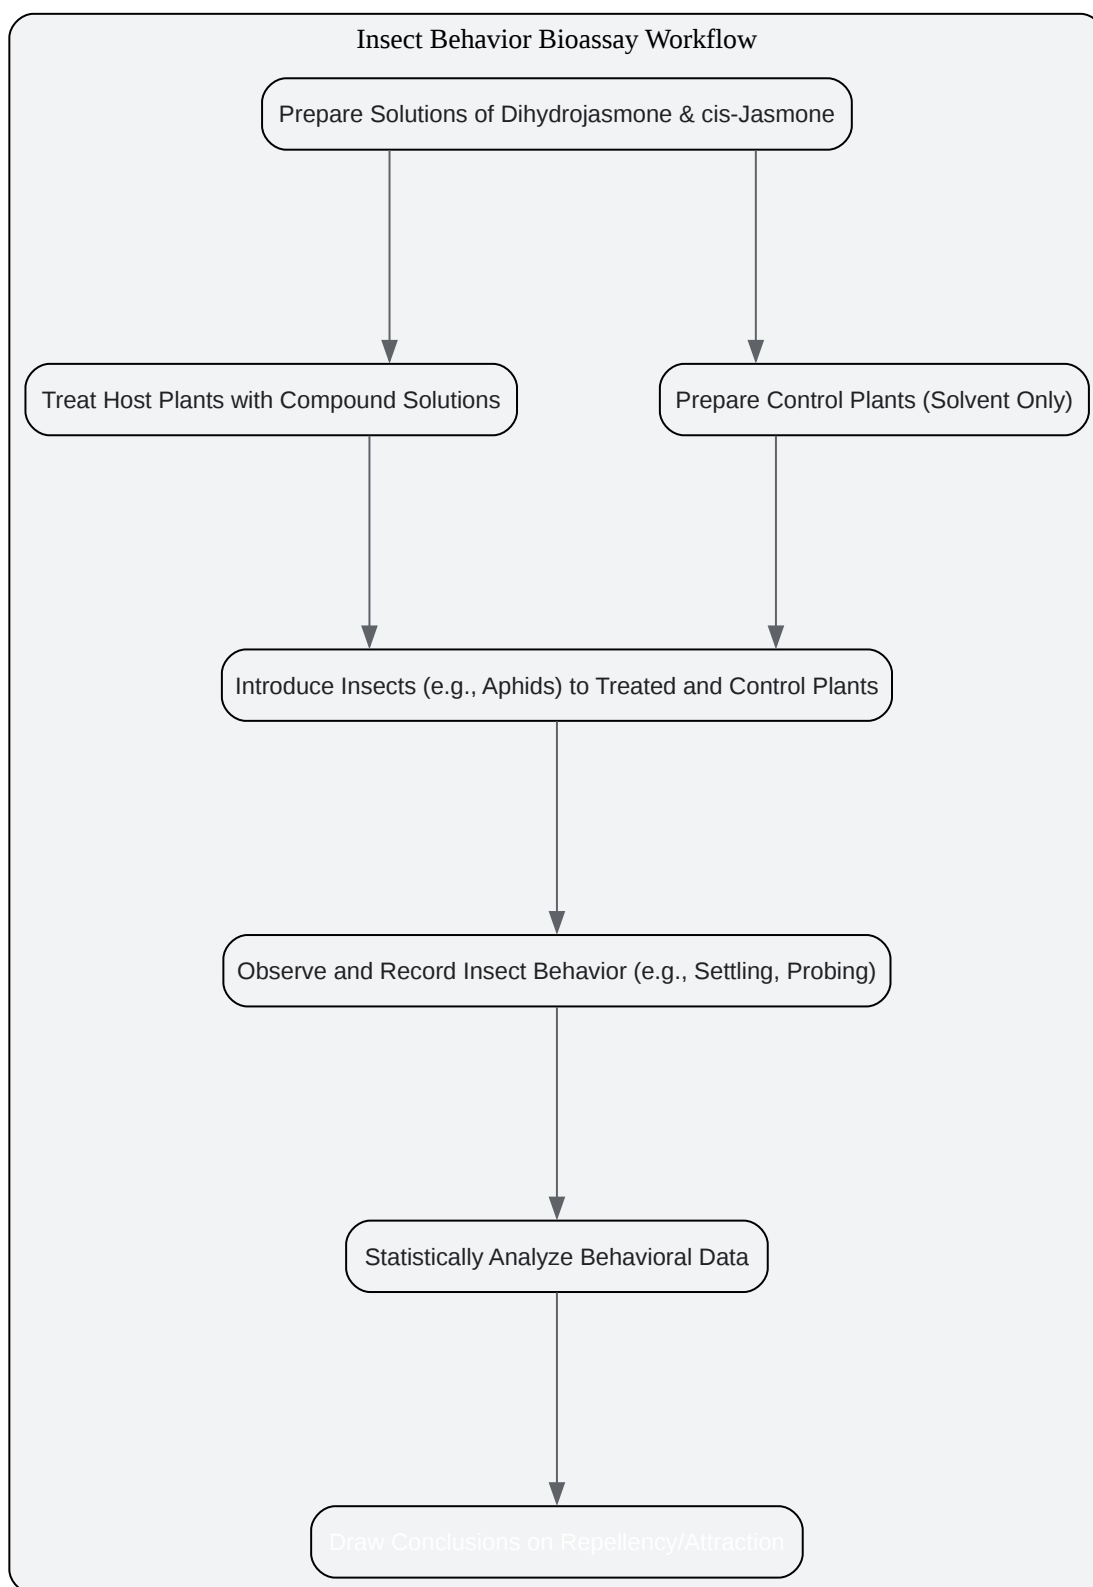 Insect Behavior Bioassay Workflow
Prepare Solutions of Dihydrojasmone & cis-Jasmone
Treat Host Plants with Compound Solutions
Prepare Control Plants (Solvent Only)
Introduce Insects (e.g., Aphids) to Treated and Control Plants
Observe and Record Insect Behavior (e.g., Settling, Probing)
Statistically Analyze Behavioral Data
Draw Conclusions on Repellency/Attraction